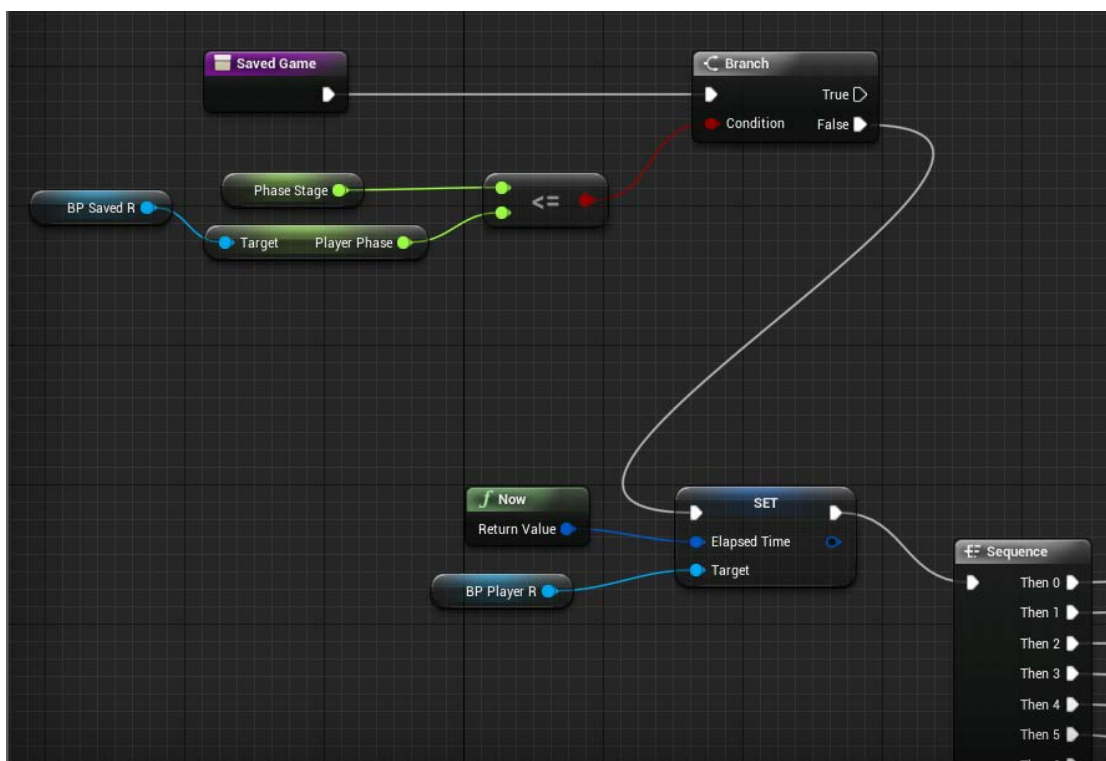 Saved Game
Branch
True
Condition False
Phase Stage
BP Saved R
<=
Target Player Phase
Now
Return Value
SET
Elapsed Time
Target
BP Player R
Sequence
Then 0
Then 1
Then 2
Then 3
Then 4
Then 5